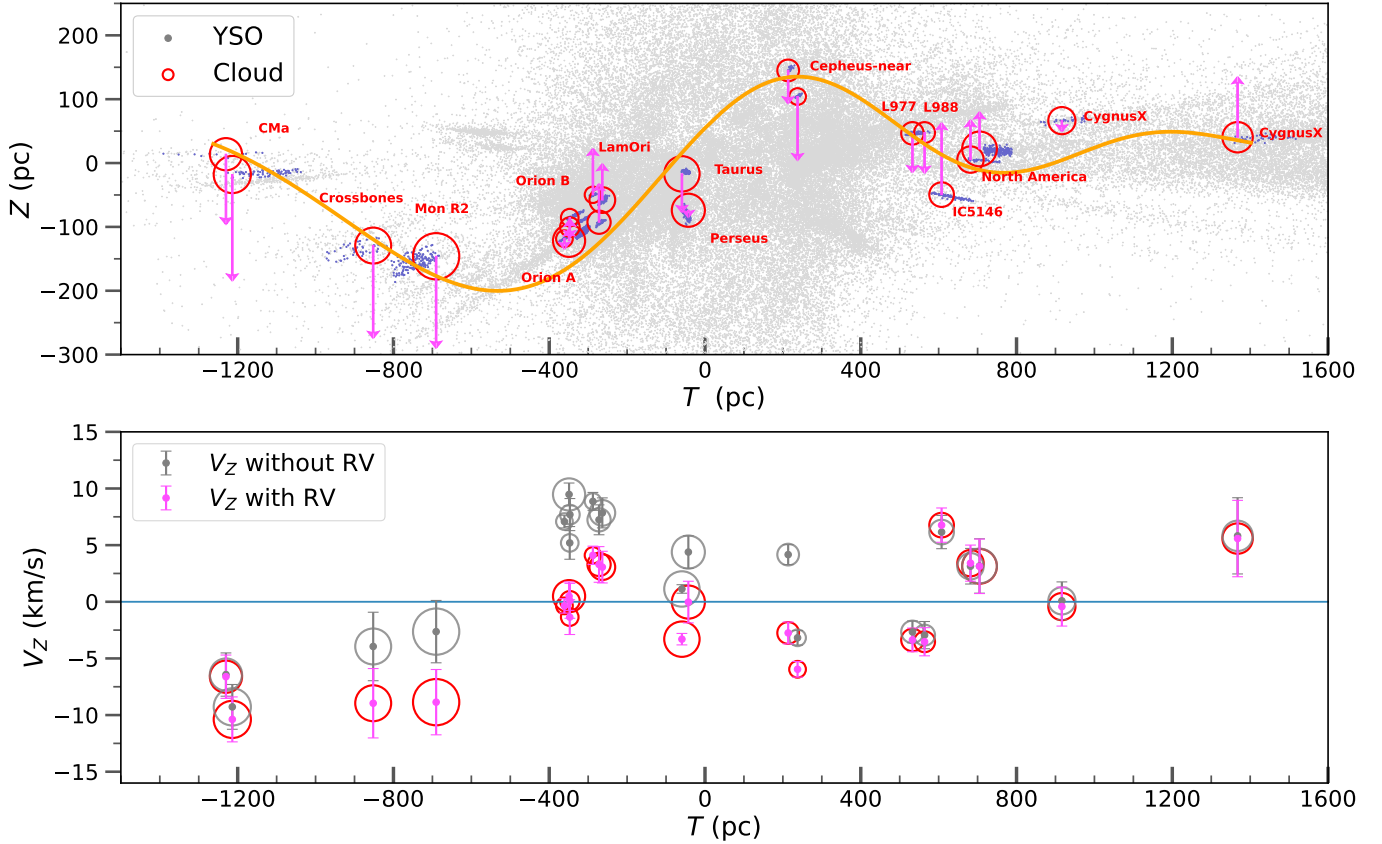 YSO
Cloud
Z (pc)
200
100
0
−100
−200
−300
CMa
Crossbones
Mon R2
Orion B
LamOri
Orion A
Taurus
Perseus
Cepheus-near
L977
L988
North America
IC5146
CygnusX
CygnusX
−1200
−800
−400
0
400
800
1200
1600
T (pc)
V_Z without RV
V_Z with RV
V_Z (km/s)
15
10
5
0
−5
−10
−15
−1200
−800
−400
0
400
800
1200
1600
T (pc)